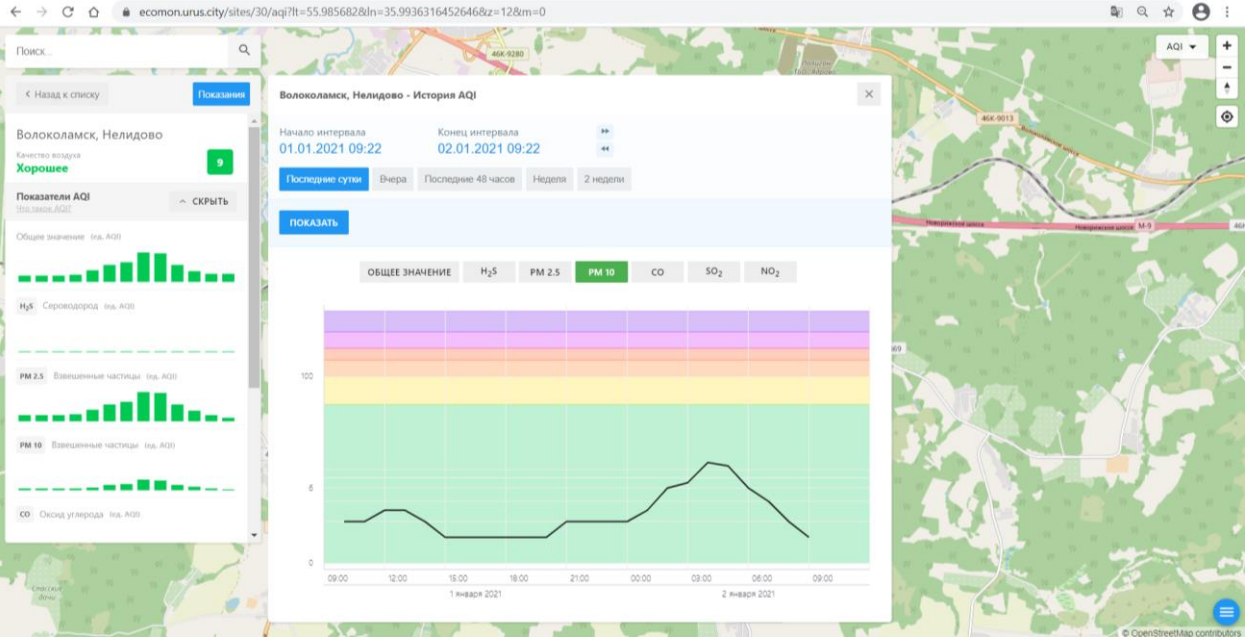 ecomon.urus.city/sites/30/aqi?lt=55.985682&ln=35.99363164526464&z=12&m=0
Поиск...
46К-9280
AQI
Назад к списку
Показания
Волоколамск, Нелидово - История AQI
Волоколамск, Нелидово
Начало интервала
Конец интервала
01.01.2021 09:22
02.01.2021 09:22
46К-9013
Волоколамское шоссе
Качество воздуха
Хорошее
9
Последние сутки
Вчера
Последние 48 часов
Неделя
2 недели
Показатели AQI
Что такое AQI?
СКРЫТЬ
ПОКАЗАТЬ
Новорижское шоссе
Новорижское шоссе
М-9
46К
Общее значение (ед. AQI)
ОБЩЕЕ ЗНАЧЕНИЕ
H₂S
PM 2.5
PM 10
CO
SO₂
NO₂
H₂S Сероводород (ед. AQI)
PM 2.5 Взвешенные частицы (ед. AQI)
PM 10 Взвешенные частицы (ед. AQI)
CO Оксид углерода (ед. AQI)
100
6
0
09:00
12:00
15:00
18:00
21:00
00:00
03:00
06:00
09:00
1 января 2021
2 января 2021
© OpenStreetMap contributors